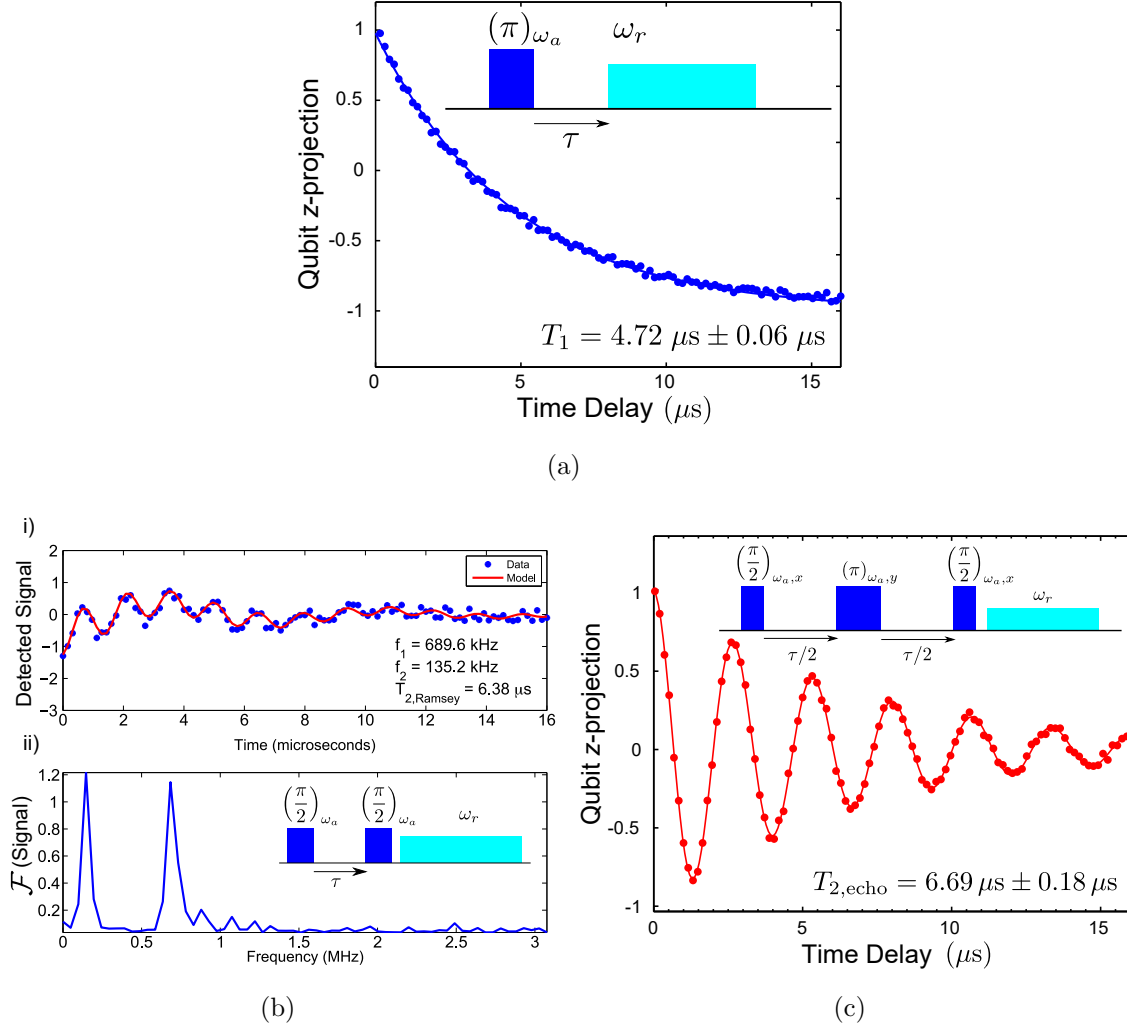 (π)ωa ωr
τ
1
0.5
0
-0.5
-1
Qubit z-projection
T1 = 4.72 μs ± 0.06 μs
0 5 10 15
Time Delay (μs)
(a)
i)
2
1
0
−1
−2
−3
Detected Signal
Data
Model
f1 = 689.6 kHz
f2 = 135.2 kHz
T2,Ramsey = 6.38 μs
0 2 4 6 8 10 12 14 16
Time (microseconds)
ii)
1.2
1.0
0.8
0.6
0.4
0.2
ℱ(Signal)
(π/2)ωa (π/2)ωa ωr
τ
0 0.5 1 1.5 2 2.5 3
Frequency (MHz)
(b)
(π/2)ωa,x (π)ωa,y (π/2)ωa,x
ωr
τ/2 τ/2
1
0.5
0
-0.5
-1
Qubit z-projection
T2,echo = 6.69 μs ± 0.18 μs
0 5 10 15
Time Delay (μs)
(c)